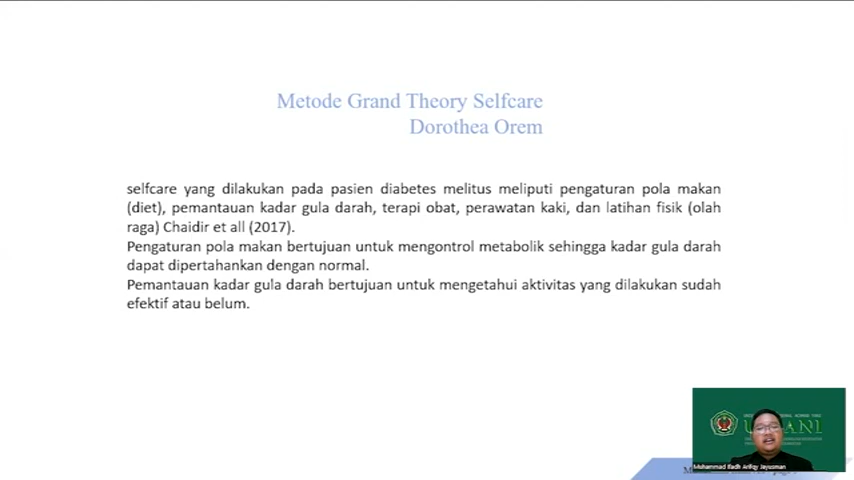 Metode Grand Theory Selfcare
Dorothea Orem
selfcare yang dilakukan pada pasien diabetes melitus meliputi pengaturan pola makan
(diet), pemantauan kadar gula darah, terapi obat, perawatan kaki, dan latihan fisik (olah
raga) Chaidir et all (2017).
Pengaturan pola makan bertujuan untuk mengontrol metabolik sehingga kadar gula darah
dapat dipertahankan dengan normal.
Pemantauan kadar gula darah bertujuan untuk mengetahui aktivitas yang dilakukan sudah
efektif atau belum.
Muhammad Iladh Arifqy Jayusman